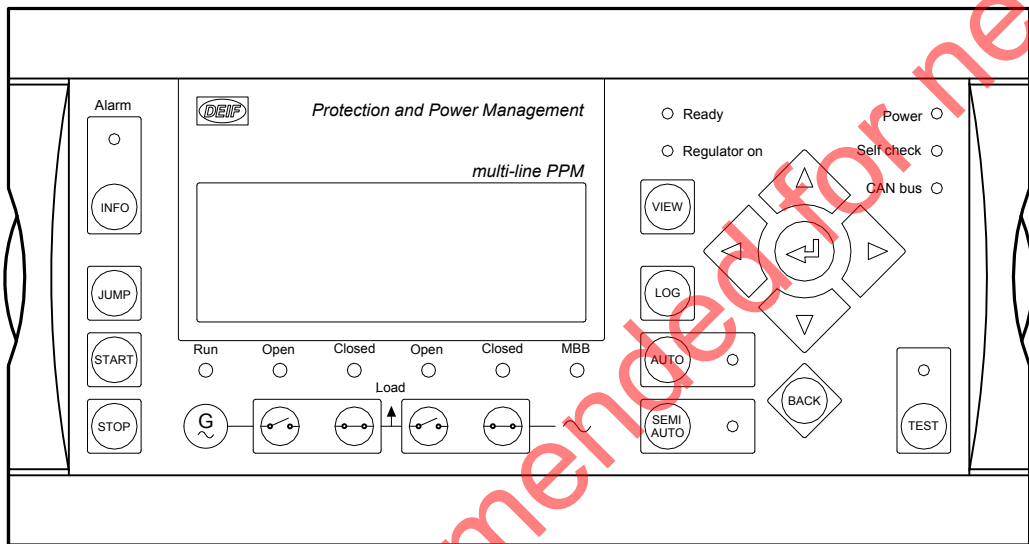 Alarm
INFO
JUMP
START
STOP
DEIF
Protection and Power Management
multi-line PPM
Run
Open
Closed
Open
Closed
MBB
Load
G
Ready
Regulator on
Power
Self check
CAN bus
VIEW
LOG
AUTO
SEMI
AUTO
BACK
TEST
mended for ne